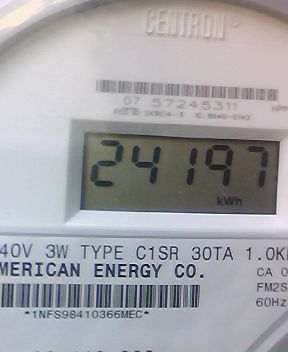 CENTRON®
07 57245311
24197
kWh
40V 3W TYPE C1SR 30TA 1.0K
MERICAN ENERGY CO.
CA 0
FM2S
60Hz
*1NFS98410366MEC*